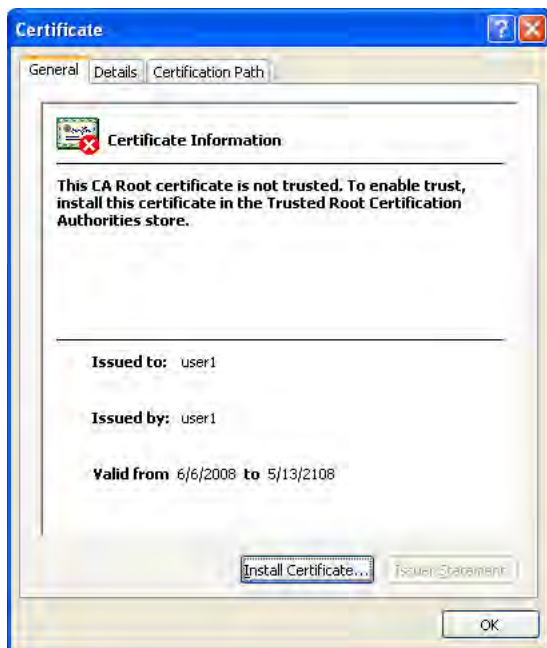 Certificate
General Details Certification Path
Certificate Information
This CA Root certificate is not trusted. To enable trust,
install this certificate in the Trusted Root Certification
Authorities store.
Issued to: user1
Issued by: user1
Valid from 6/6/2008 to 5/13/2108
Install Certificate... Issuer Statement
OK